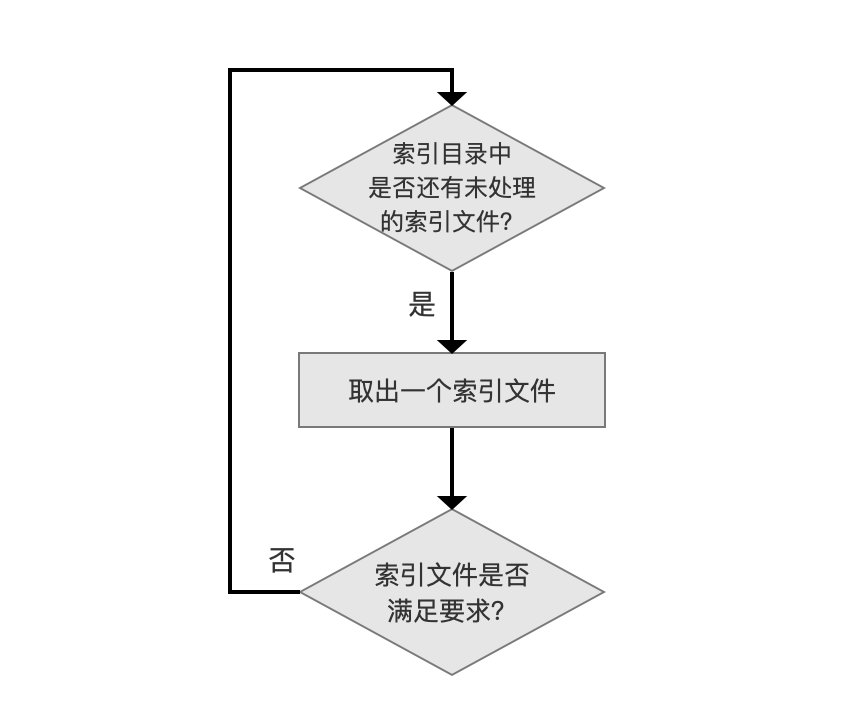 索引目录中
是否还有未处理
的索引文件?
是
取出一个索引文件
否
索引文件是否
满足要求?